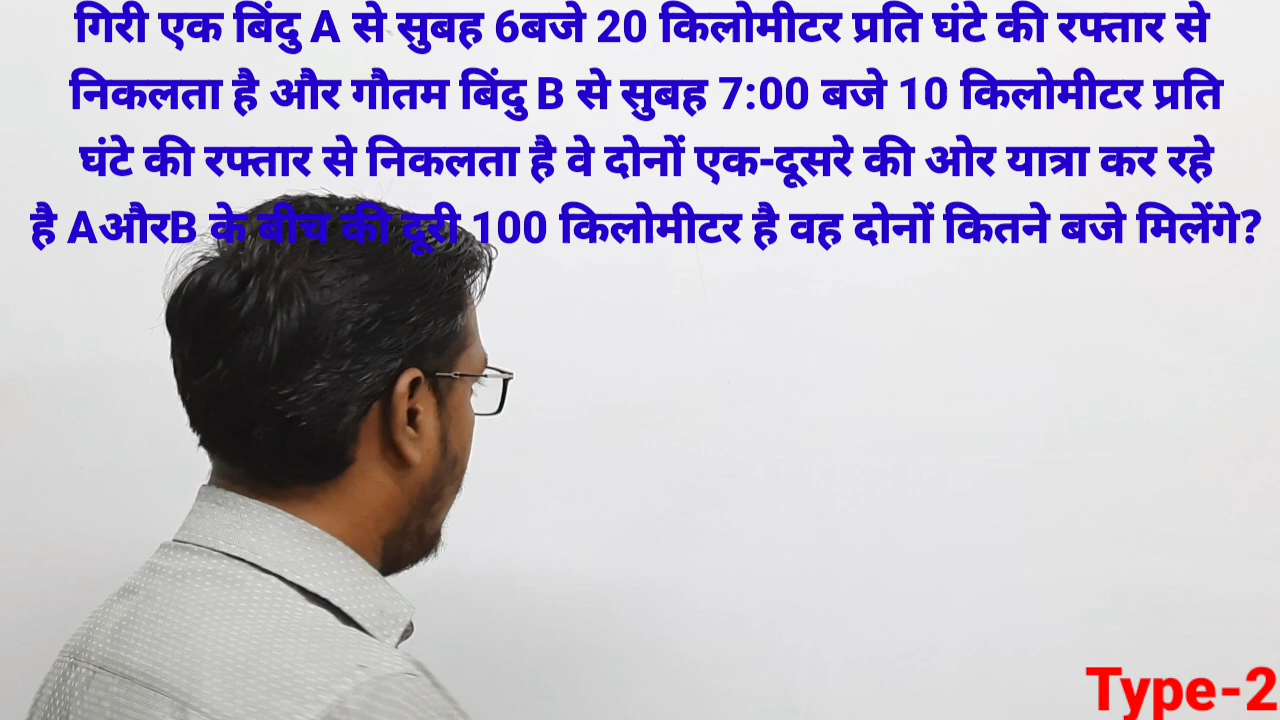 गिरी एक बिंदु A से सुबह 6बजे 20 किलोमीटर प्रति घंटे की रफ्तार से
निकलता है और गौतम बिंदु B से सुबह 7:00 बजे 10 किलोमीटर प्रति
घंटे की रफ्तार से निकलता है वे दोनों एक-दूसरे की ओर यात्रा कर रहे
है AऔरB के बीच की दूरी 100 किलोमीटर है वह दोनों कितने बजे मिलेंगे?
Type-2